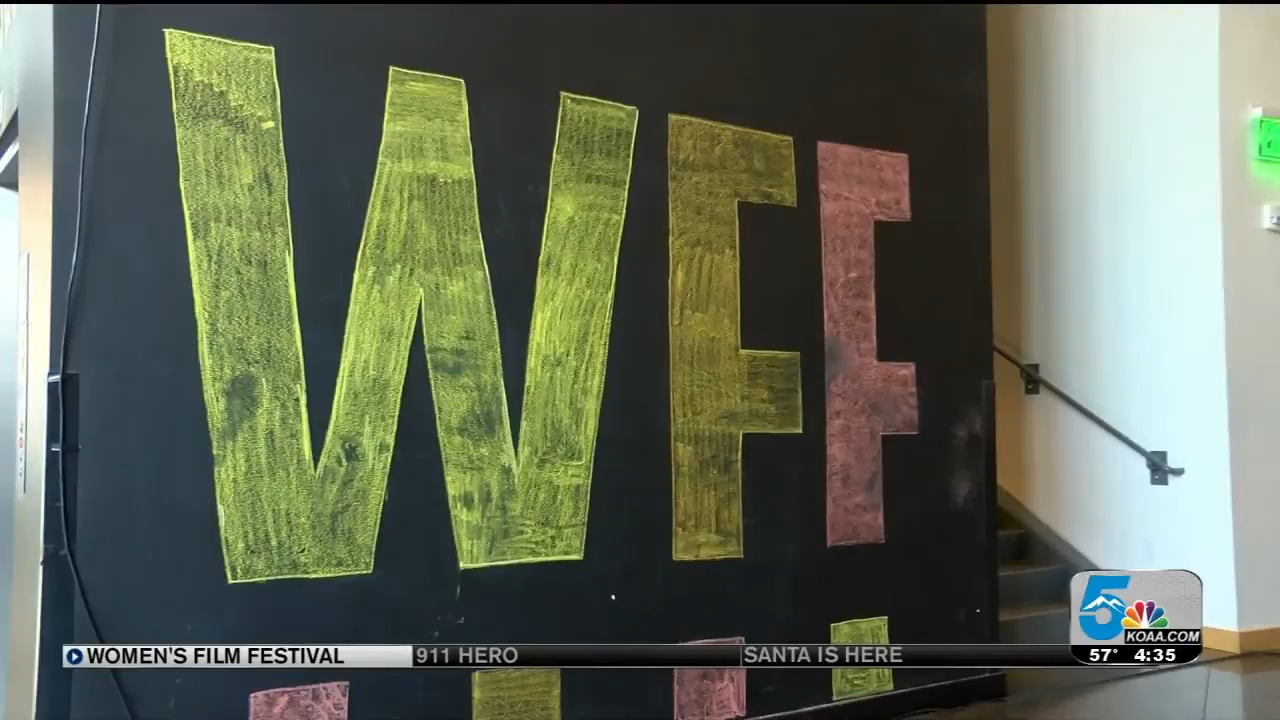 WFF
WOMEN'S FILM FESTIVAL
911 HERO
SANTA IS HERE
5
KOAA.COM
57° 4:35